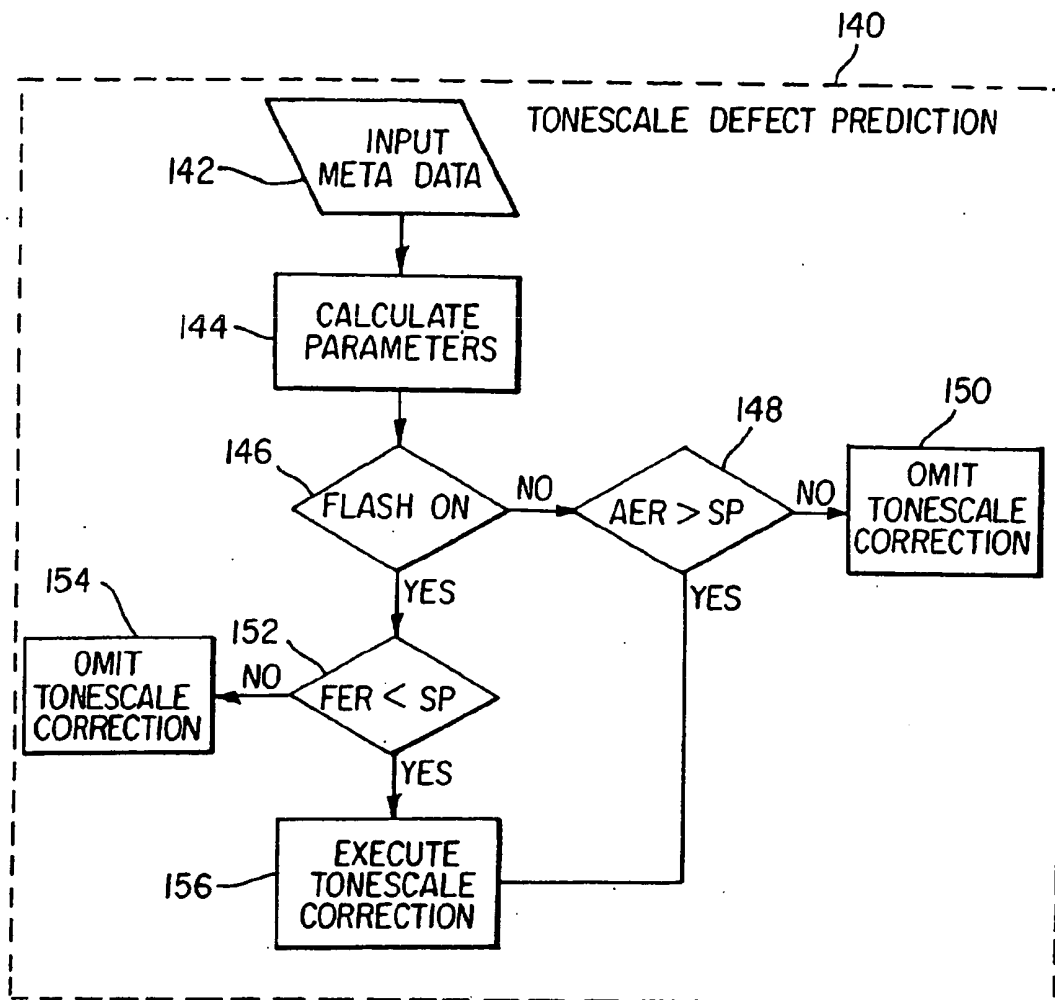 140
TONESCALE DEFECT PREDICTION
INPUT
META DATA
142
CALCULATE
PARAMETERS
144
146
FLASH ON
NO
148
AER > SP
NO
150
OMIT
TONESCALE
CORRECTION
YES
YES
154
152
OMIT
TONESCALE
CORRECTION
NO
FER < SP
YES
EXECUTE
TONESCALE
CORRECTION
156